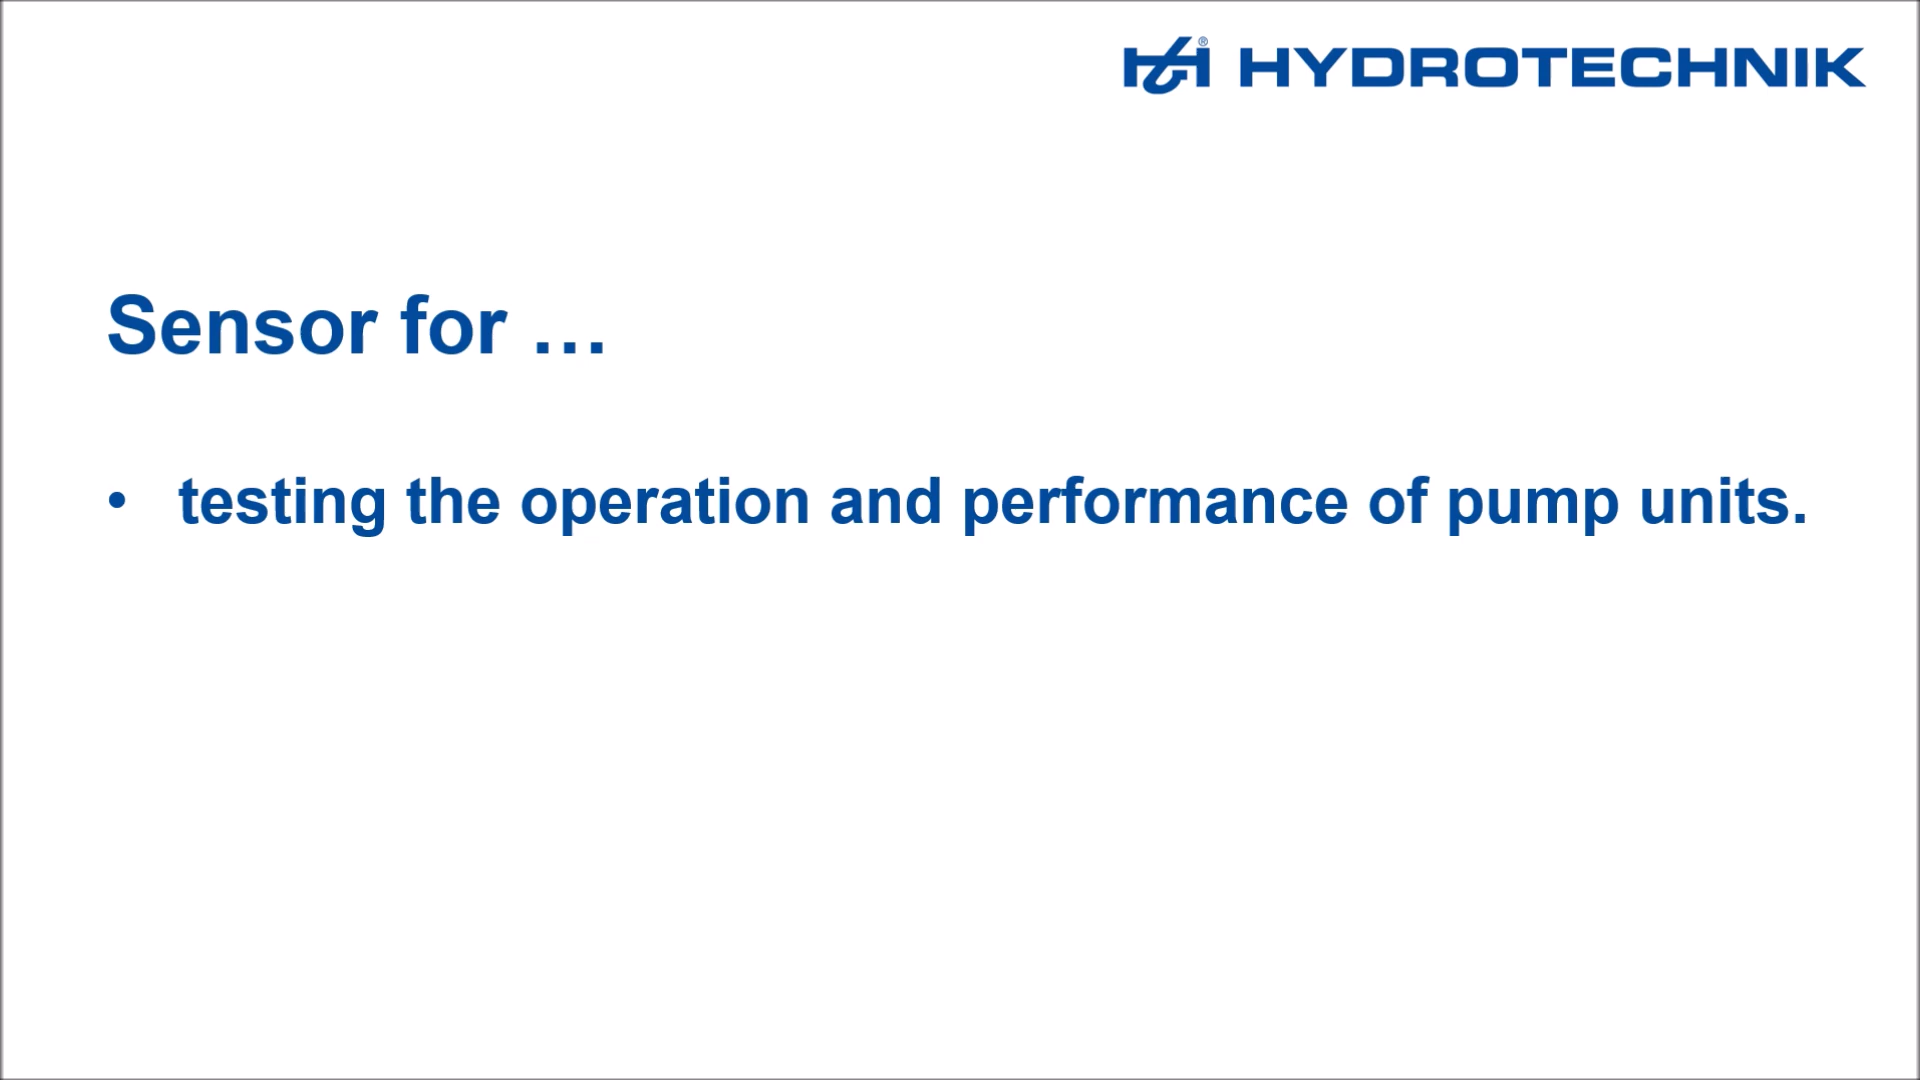 HYDROTECHNIK
Sensor for …
• testing the operation and performance of pump units.